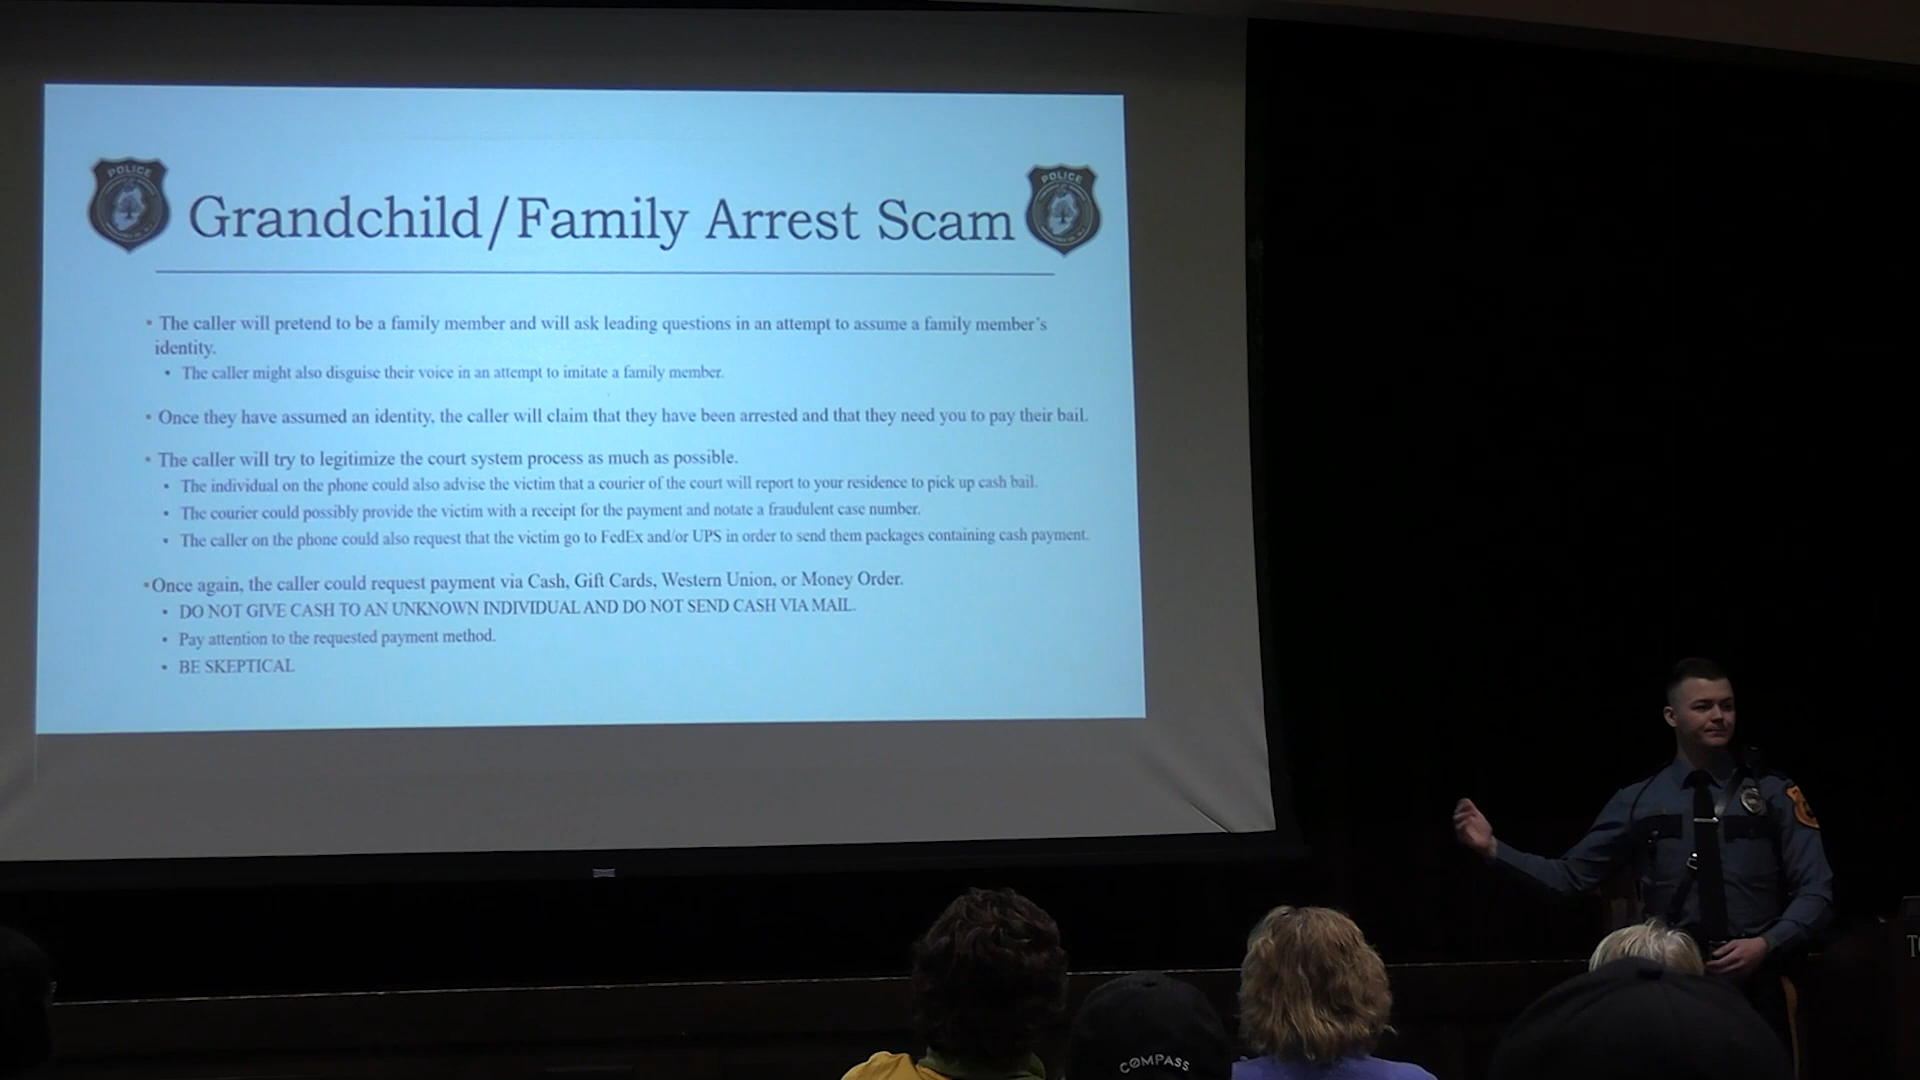 POLICE
POLICE
Grandchild/Family Arrest Scam
• The caller will pretend to be a family member and will ask leading questions in an attempt to assume a family member's
identity.
• The caller might also disguise their voice in an attempt to imitate a family member.
• Once they have assumed an identity, the caller will claim that they have been arrested and that they need you to pay their bail.
• The caller will try to legitimize the court system process as much as possible.
• The individual on the phone could also advise the victim that a courier of the court will report to your residence to pick up cash bail.
• The courier could possibly provide the victim with a receipt for the payment and notate a fraudulent case number.
• The caller on the phone could also request that the victim go to FedEx and/or UPS in order to send them packages containing cash payment.
• Once again, the caller could request payment via Cash, Gift Cards, Western Union, or Money Order.
• DO NOT GIVE CASH TO AN UNKNOWN INDIVIDUAL AND DO NOT SEND CASH VIA MAIL.
• Pay attention to the requested payment method.
• BE SKEPTICAL
COMPASS